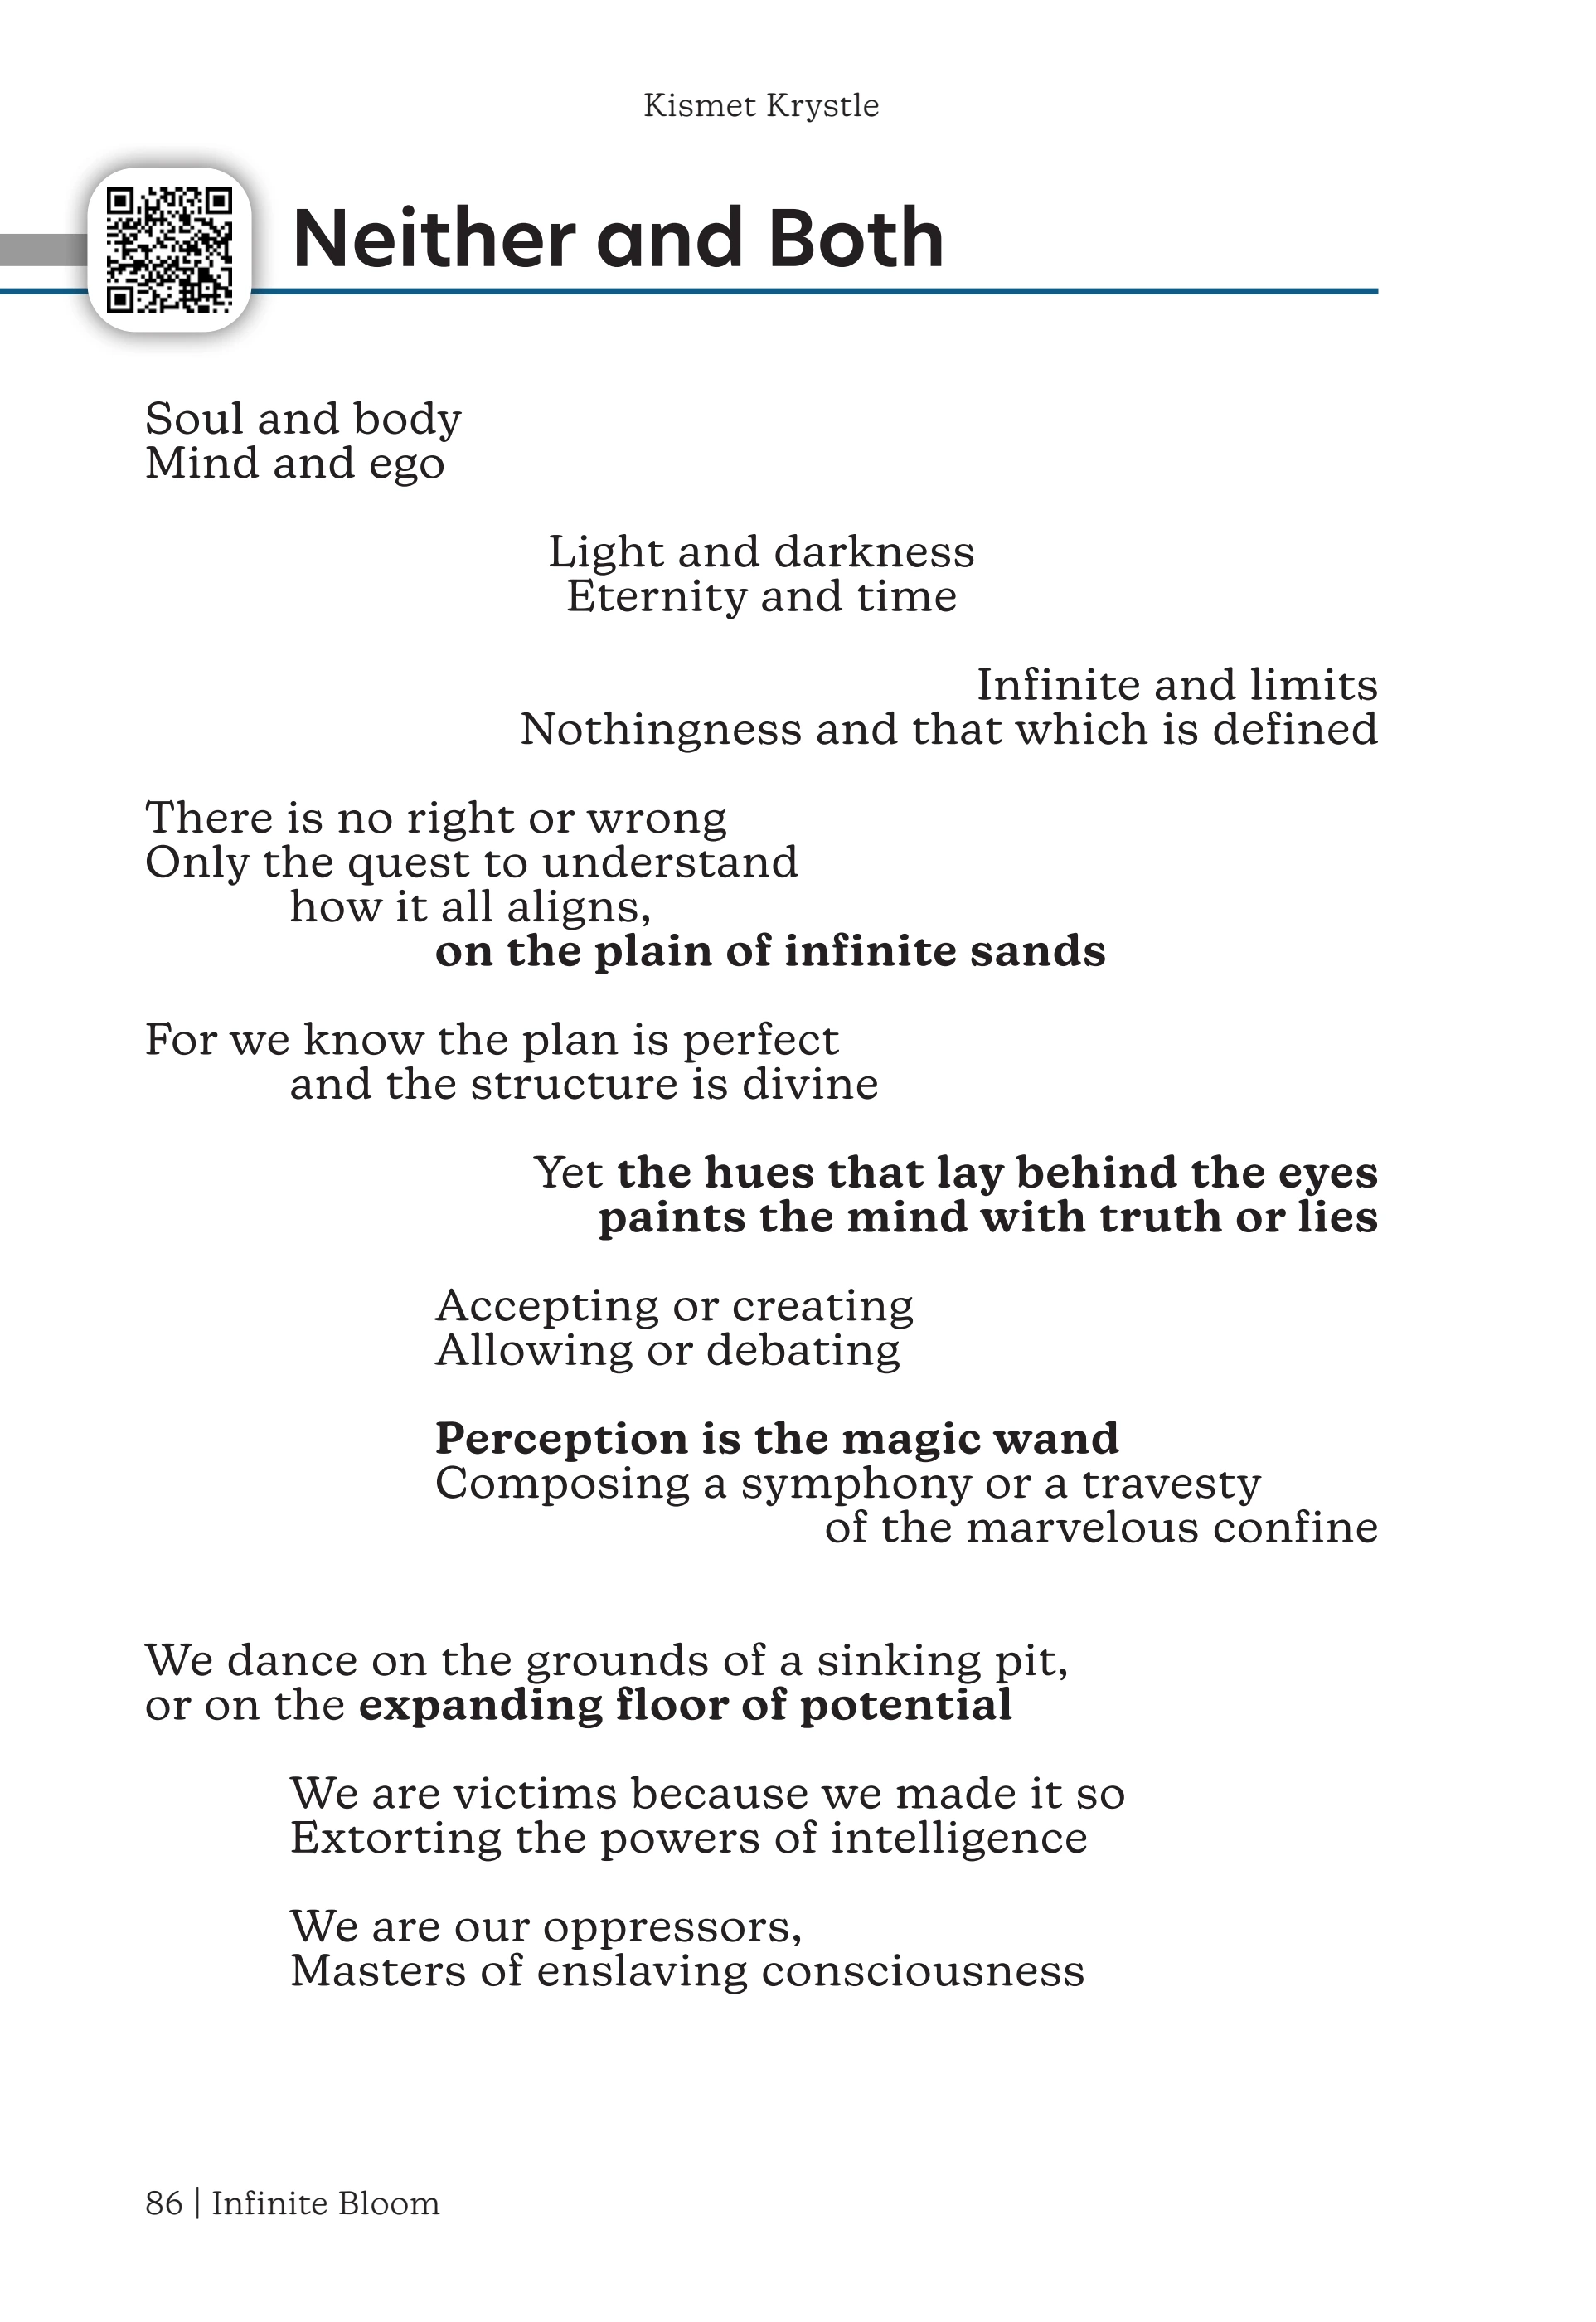 Kismet Krystle
Neither and Both
Soul and body
Mind and ego
Light and darkness
Eternity and time
Infinite and limits
Nothingness and that which is defined
There is no right or wrong
Only the quest to understand
how it all aligns,
on the plain of infinite sands
For we know the plan is perfect
and the structure is divine
Yet the hues that lay behind the eyes
paints the mind with truth or lies
Accepting or creating
Allowing or debating
Perception is the magic wand
Composing a symphony or a travesty
of the marvelous confine
We dance on the grounds of a sinking pit,
or on the expanding floor of potential
We are victims because we made it so
Extorting the powers of intelligence
We are our oppressors,
Masters of enslaving consciousness
86 | Infinite Bloom